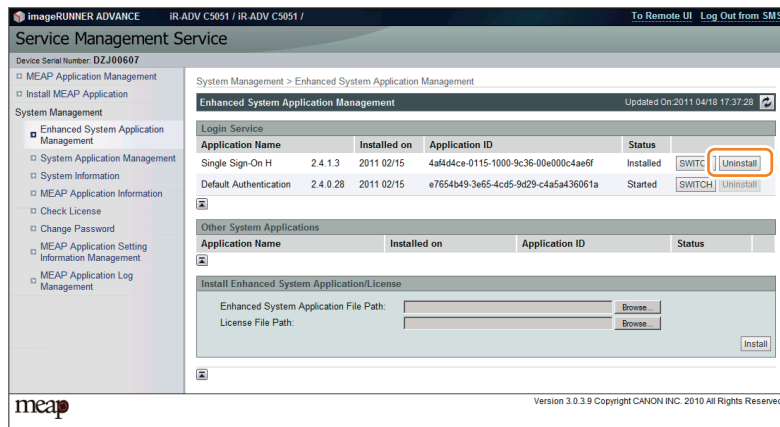 imageRUNNER ADVANCE iR-ADV C5051 / iR-ADV C5051 / To Remote UI Log Out from SMS
Service Management Service
Device Serial Number: DZJ00607
MEAP Application Management
Install MEAP Application
System Management
Enhanced System Application
Management
System Application Management
System Information
MEAP Application Information
Check License
Change Password
MEAP Application Setting
Information Management
MEAP Application Log
Management
System Management > Enhanced System Application Management
Enhanced System Application Management Updated On:2011 04/18 17:37:28
Login Service
Application Name Installed on Application ID Status
Single Sign-On H 2.4.1.3 2011 02/15 4af4d4ce-0115-1000-9c36-00e000c4ae6f Installed SWITC Uninstall
Default Authentication 2.4.0.28 2011 02/15 e7654b49-3e65-4cd5-9d29-c4a5a436061a Started SWITCH Uninstall
Other System Applications
Application Name Installed on Application ID Status
Install Enhanced System Application/License
Enhanced System Application File Path: Browse...
License File Path: Browse...
Install
meap Version 3.0.3.9 Copyright CANON INC. 2010 All Rights Reserved